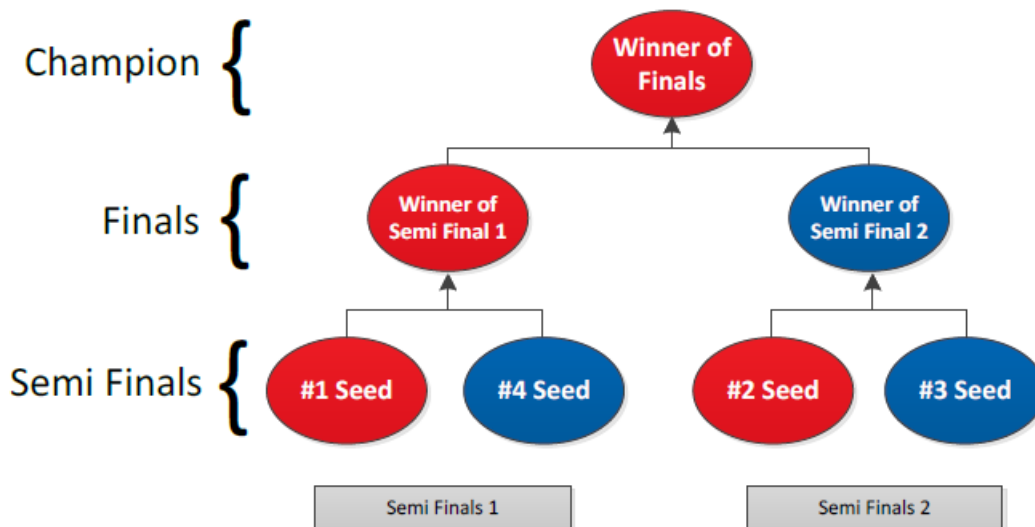 Champion {
Winner of
Finals
Finals {
Winner of
Semi Final 1
Winner of
Semi Final 2
Semi Finals {
#1 Seed
#4 Seed
#2 Seed
#3 Seed
Semi Finals 1
Semi Finals 2